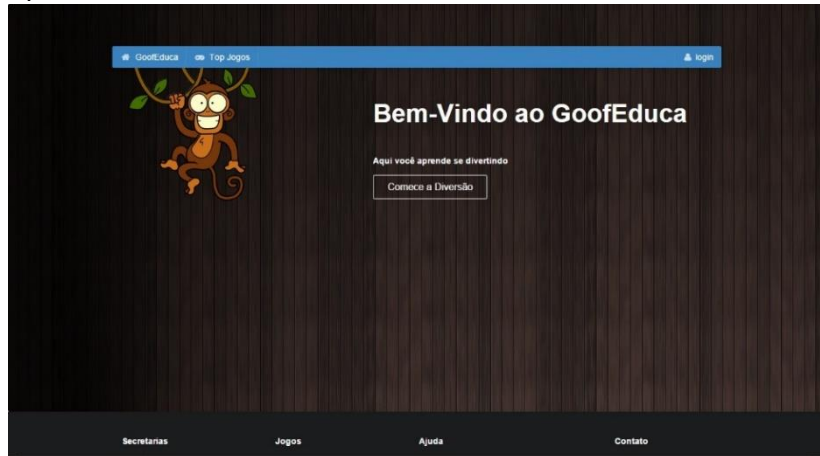 GoofEduca Top Jogos login
Bem-Vindo ao GoofEduca
Aqui você aprende se divertindo
Comece a Diversão
Secretarias Jogos Ajuda Contato